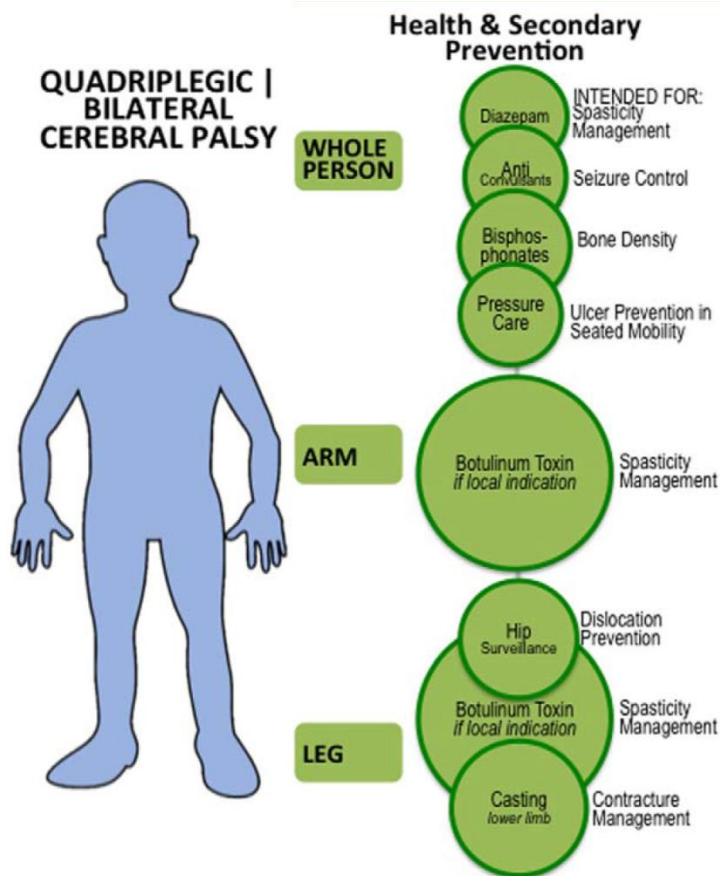 Health & Secondary
Prevention
QUADRIPLEGIC |
BILATERAL
CEREBRAL PALSY
WHOLE
PERSON
Diazepam
INTENDED FOR:
Spasticity
Management
Anti
Convulsants
Seizure Control
Bisphos-
phonates
Bone Density
Pressure
Care
Ulcer Prevention in
Seated Mobility
ARM
Botulinum Toxin
if local indication
Spasticity
Management
Hip
Surveillance
Dislocation
Prevention
Botulinum Toxin
if local indication
Spasticity
Management
LEG
Casting
lower limb
Contracture
Management